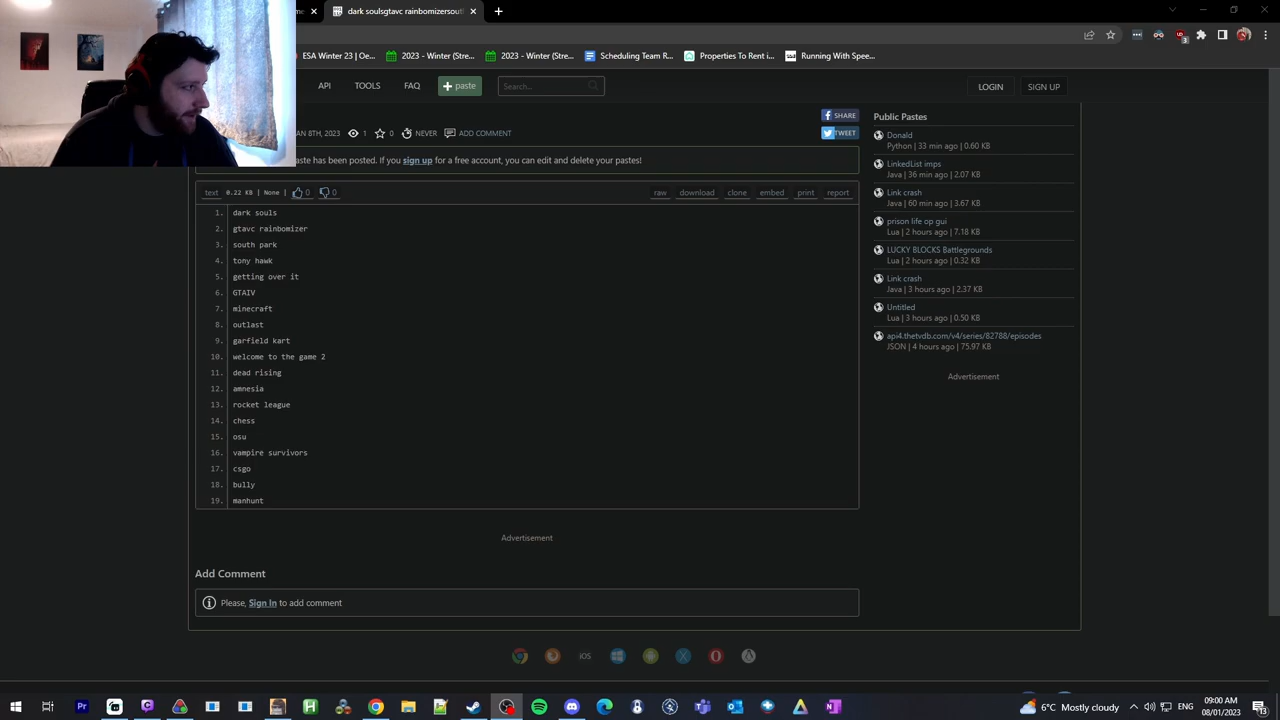 dark soulsgtavc rainbomizersout
ESA Winter 23 | Oe...
2023 - Winter (Stre...
2023 - Winter (Stre...
Scheduling Team R...
Properties To Rent i...
Running With Spee...
API
TOOLS
FAQ
+ paste
Search...
LOGIN
SIGN UP
AN 8TH, 2023
1
0
NEVER
ADD COMMENT
SHARE
TWEET
aste has been posted. If you sign up for a free account, you can edit and delete your pastes!
text 0.22 KB | None | 0 0
raw
download
clone
embed
print
report
1. dark souls
2. gtavc rainbomizer
3. south park
4. tony hawk
5. getting over it
6. GTAIV
7. minecraft
8. outlast
9. garfield kart
10. welcome to the game 2
11. dead rising
12. amnesia
13. rocket league
14. chess
15. osu
16. vampire survivors
17. csgo
18. bully
19. manhunt
Advertisement
Add Comment
Please, Sign In to add comment
Public Pastes
Donald
Python | 33 min ago | 0.60 KB
LinkedList imps
Java | 36 min ago | 2.07 KB
Link crash
Java | 60 min ago | 3.67 KB
prison life op gui
Lua | 2 hours ago | 7.18 KB
LUCKY BLOCKS Battlegrounds
Lua | 2 hours ago | 0.32 KB
Link crash
Java | 3 hours ago | 2.37 KB
Untitled
Lua | 3 hours ago | 0.50 KB
api4.thetvdb.com/v4/series/82788/episodes
JSON | 4 hours ago | 75.97 KB
Advertisement
iOS
6°C Mostly cloudy
ENG
09:00 AM
08/01/2023